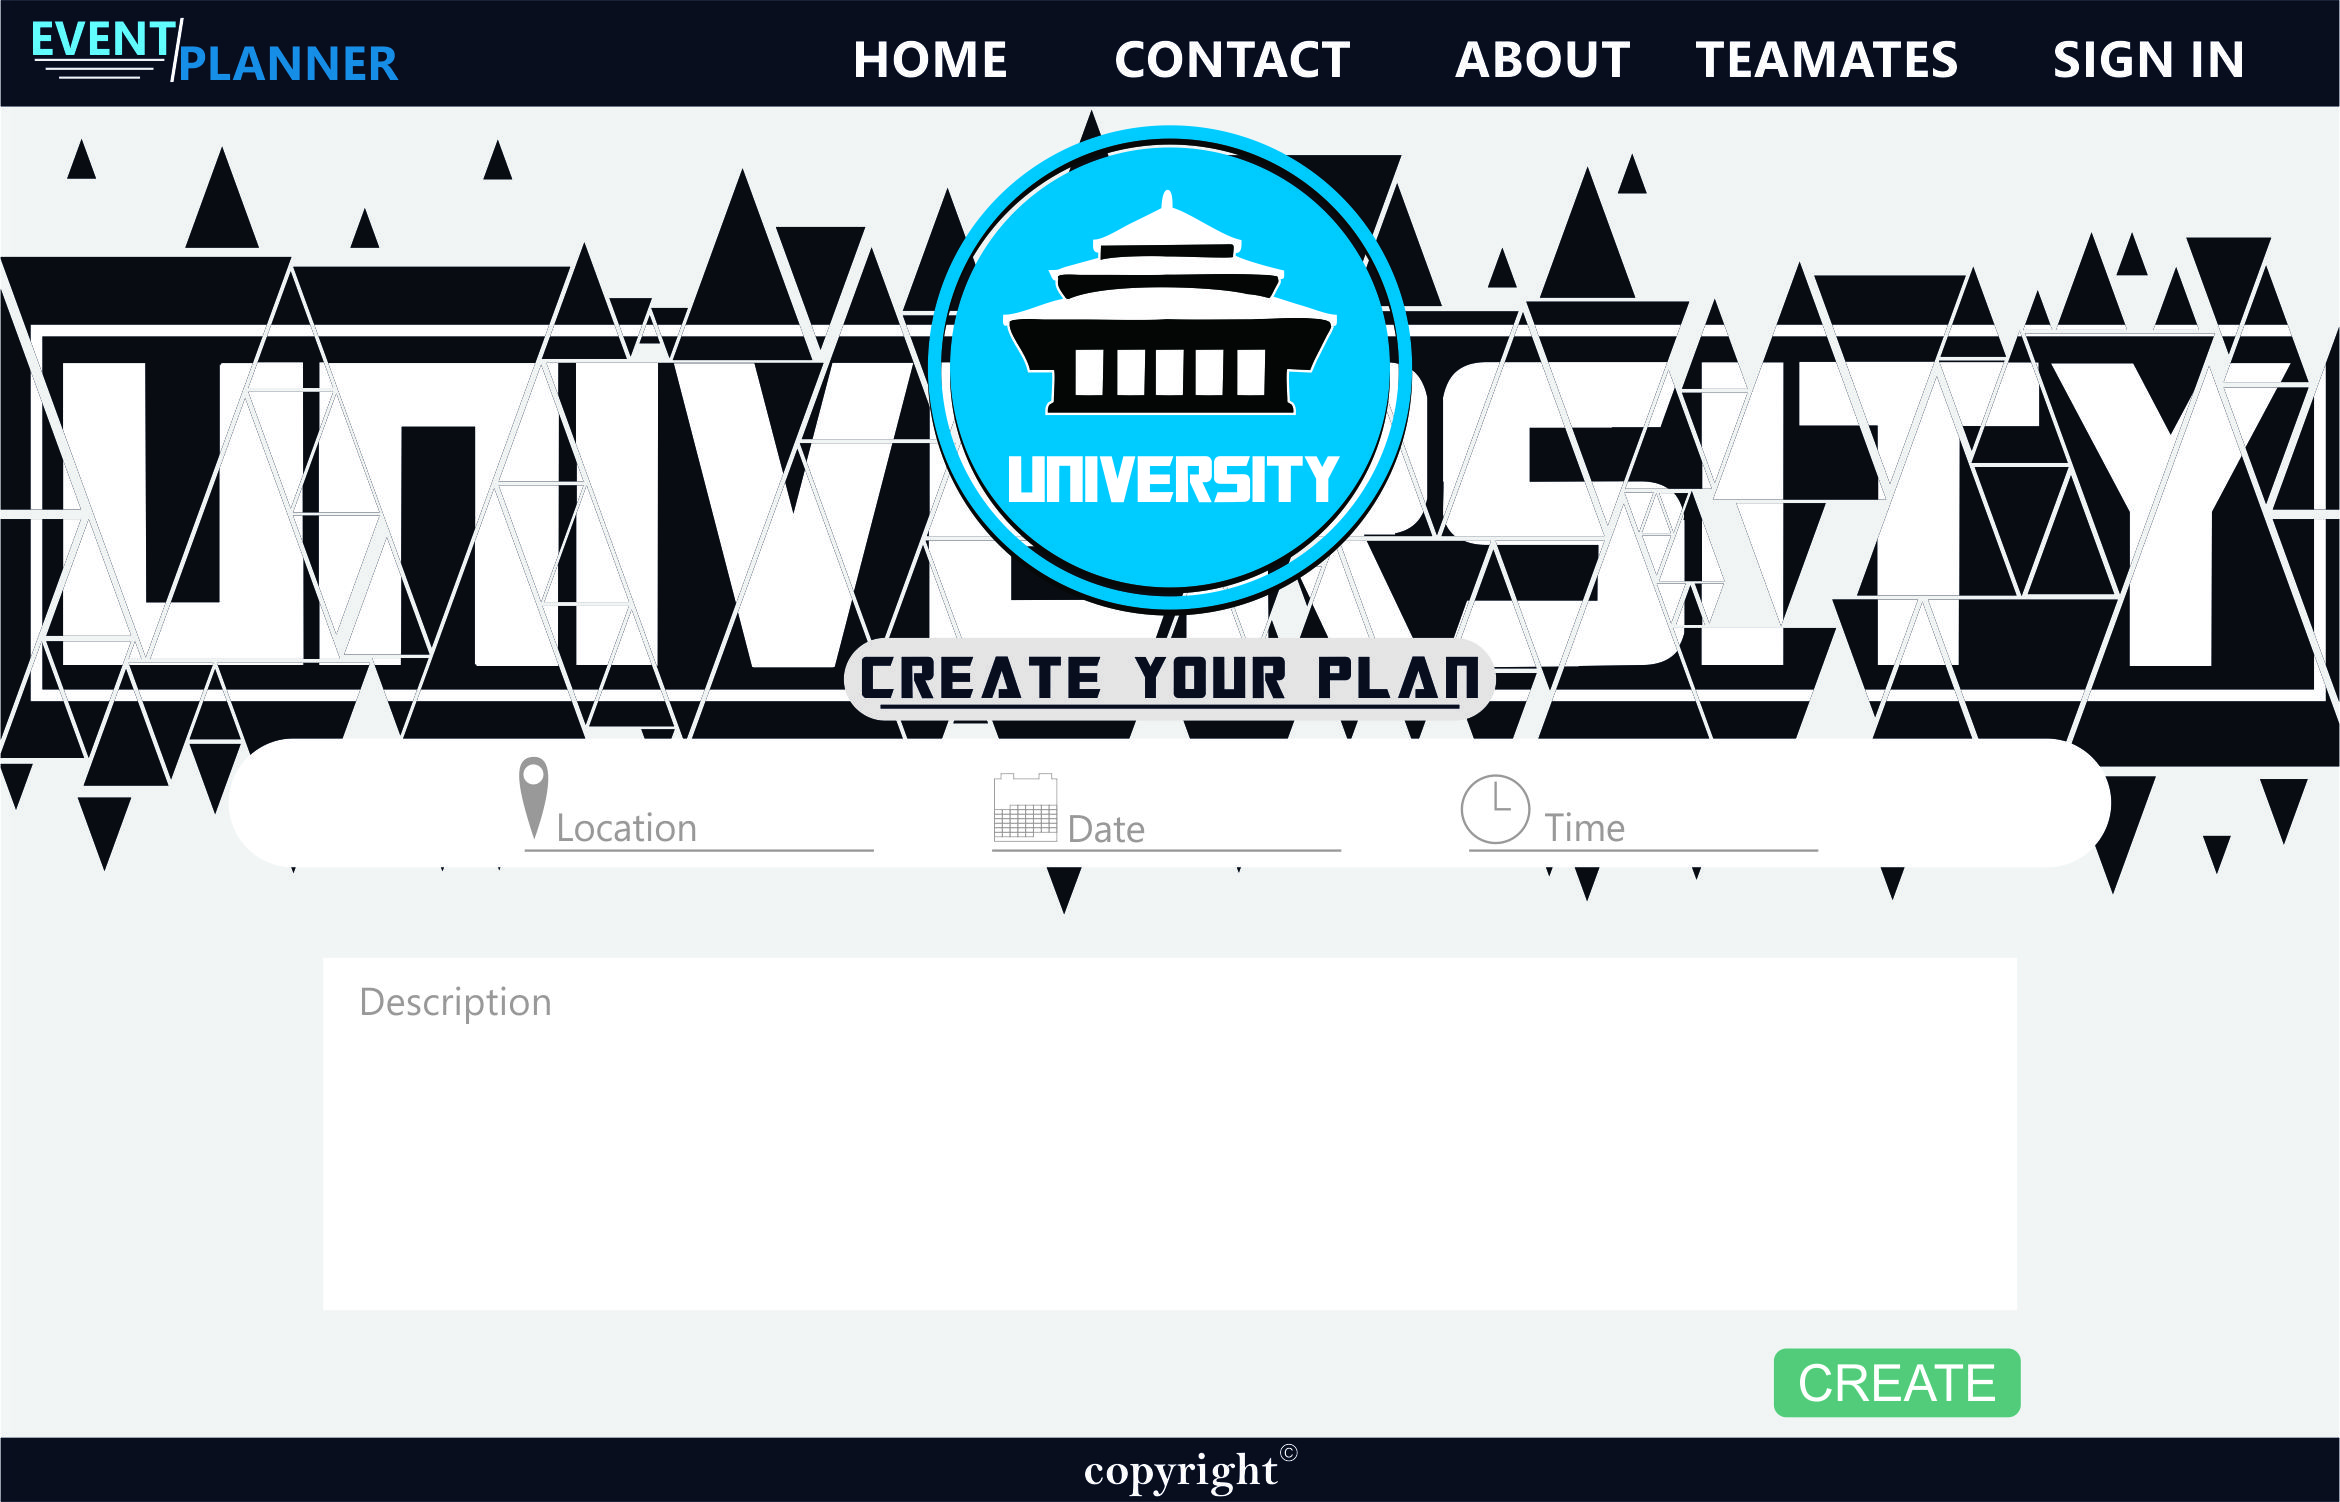 EVENT/PLANNER
HOME CONTACT ABOUT TEAMATES SIGN IN
UNIVERSITY
UNIVERSITY
CREATE YOUR PLAN
Location Date Time
Description
CREATE
copyright©